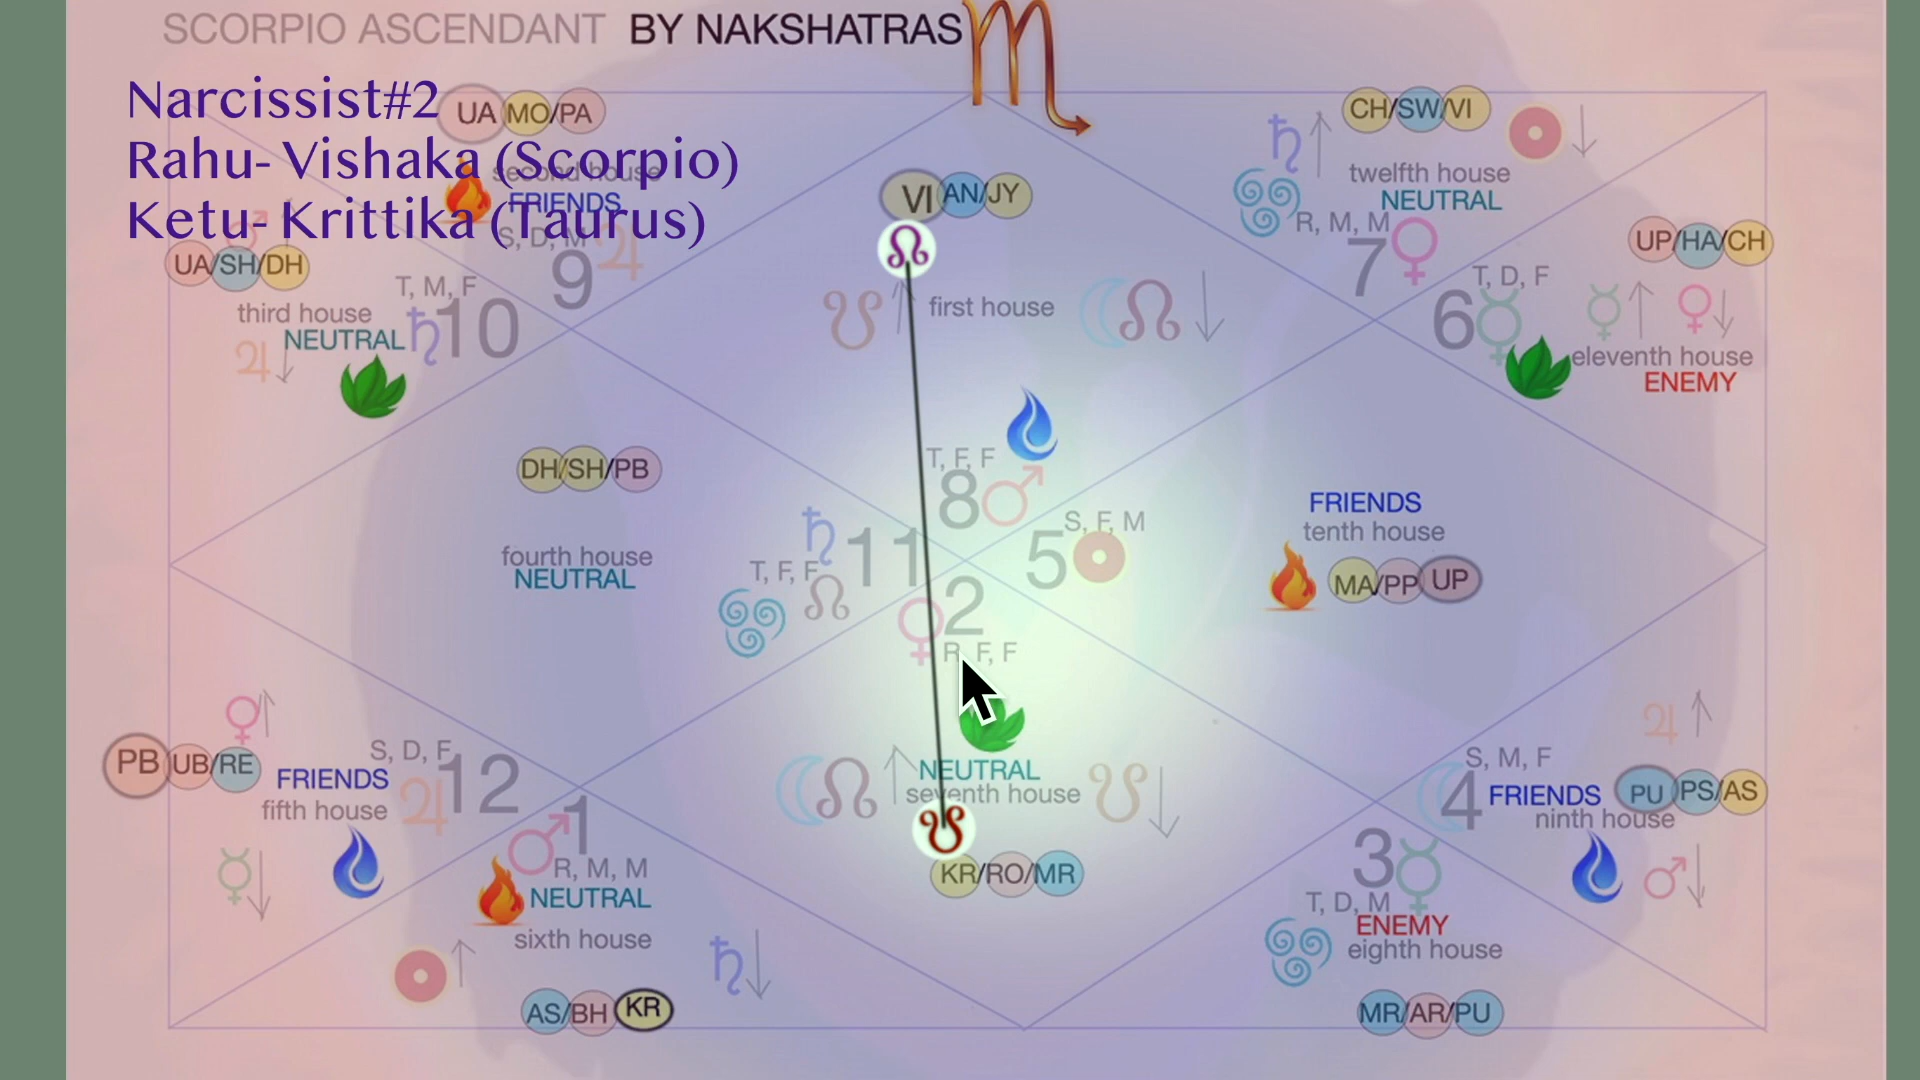 SCORPIO ASCENDANT BY NAKSHATRAS
Narcissist#2
Rahu- Vishaka (Scorpio)
Ketu- Krittika (Taurus)
UA MO/PA
second house
FRIENDS
S, D, M
9
UA/SH/DH
T, M, F
third house
NEUTRAL
10
VI AN/JY
first house
T, F, F
8
CH/SW/VI
twelfth house
NEUTRAL
R, M, M
7
UP/HA/CH
T, D, F
6
eleventh house
ENEMY
DH/SH/PB
fourth house
NEUTRAL
11
T, F, F
S, F, M
5
FRIENDS
tenth house
MA/PP UP
2
R, F, F
NEUTRAL
seventh house
KR/RO/MR
PB UB/RE
S, D, F
FRIENDS
12
fifth house
1
R, M, M
NEUTRAL
sixth house
AS/BH KR
S, M, F
4
FRIENDS
PU PS/AS
ninth house
3
T, D, M
ENEMY
eighth house
MR/AR/PU